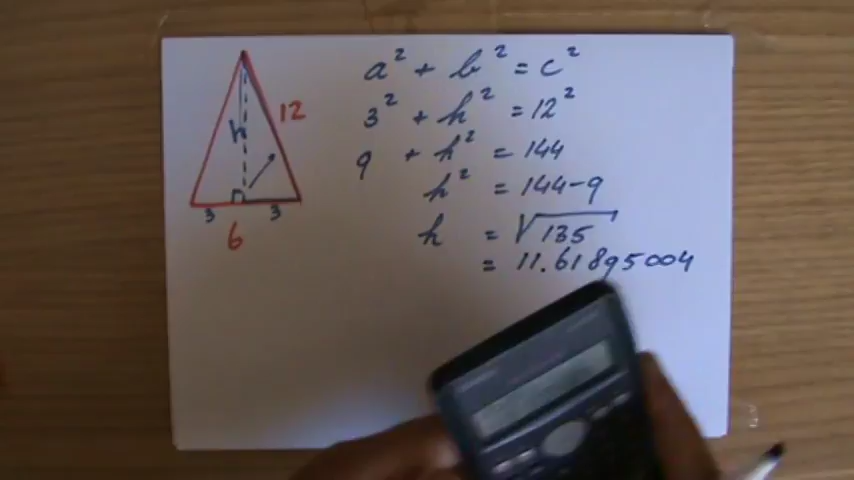 12
h
3 3
6
a² + b² = c²
3² + h² = 12²
9 + h² = 144
h² = 144-9
h = √135
= 11.61895004